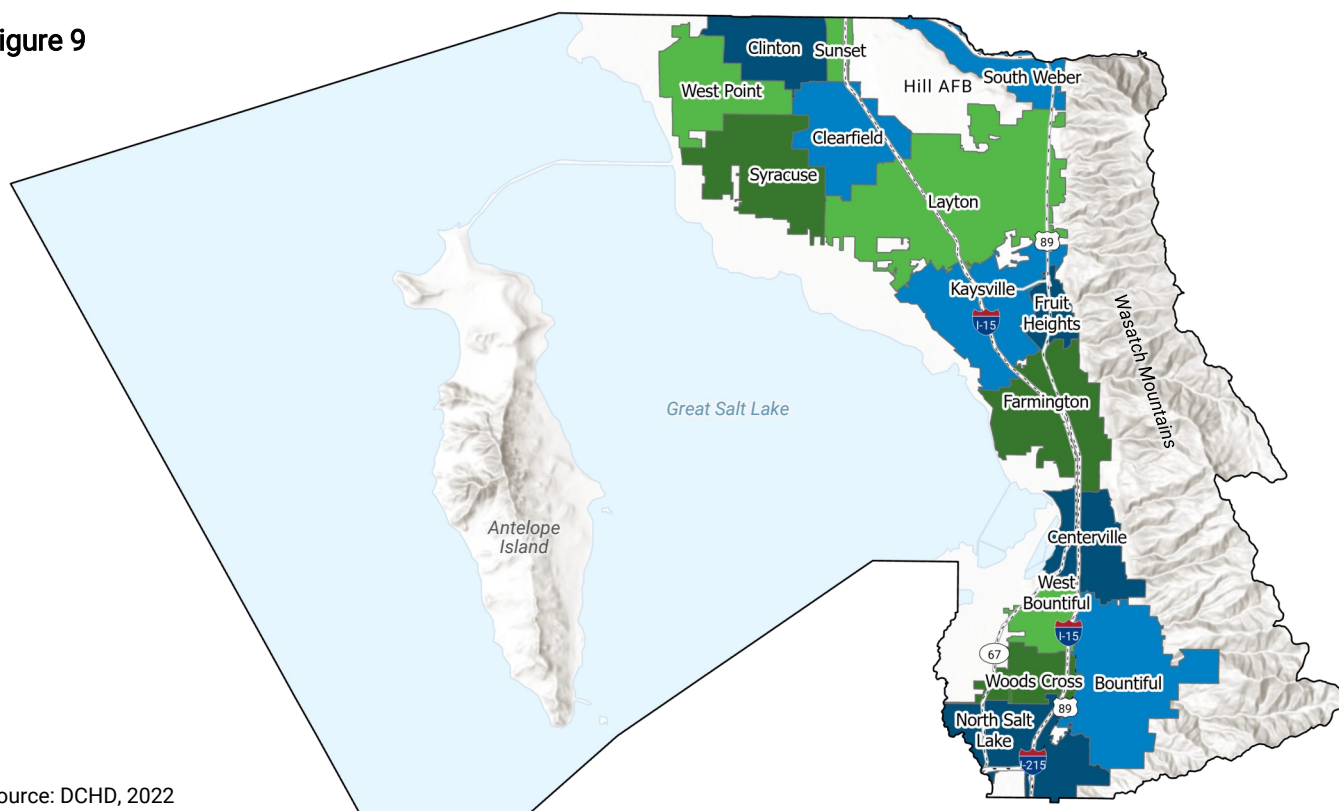 igure 9
Clinton
Sunset
South Weber
Hill AFB
West Point
Clearfield
Syracuse
Layton
89
Kaysville
Fruit
Heights
I-15
Wasatch Mountains
Farmington
Great Salt Lake
Antelope
Island
Centerville
West
Bountiful
I-15
67
Woods Cross
Bountiful
89
North Salt
Lake
I-215
ource: DCHD, 2022